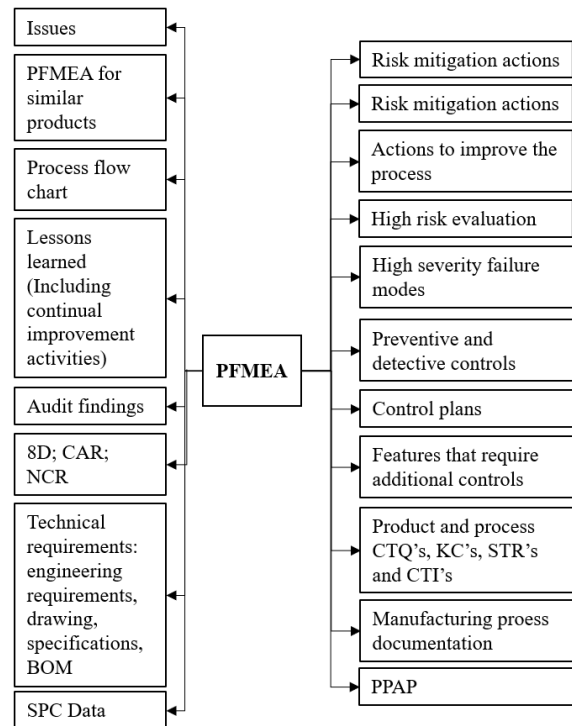 Issues
PFMEA for
similar
products
Process flow
chart
Lessons
learned
(Including
continual
improvement
activities)
Audit findings
8D; CAR;
NCR
Technical
requirements:
engineering
requirements,
drawing,
specifications,
BOM
SPC Data
PFMEA
Risk mitigation actions
Risk mitigation actions
Actions to improve the
process
High risk evaluation
High severity failure
modes
Preventive and
detective controls
Control plans
Features that require
additional controls
Product and process
CTQ’s, KC’s, STR’s
and CTI’s
Manufacturing proess
documentation
PPAP